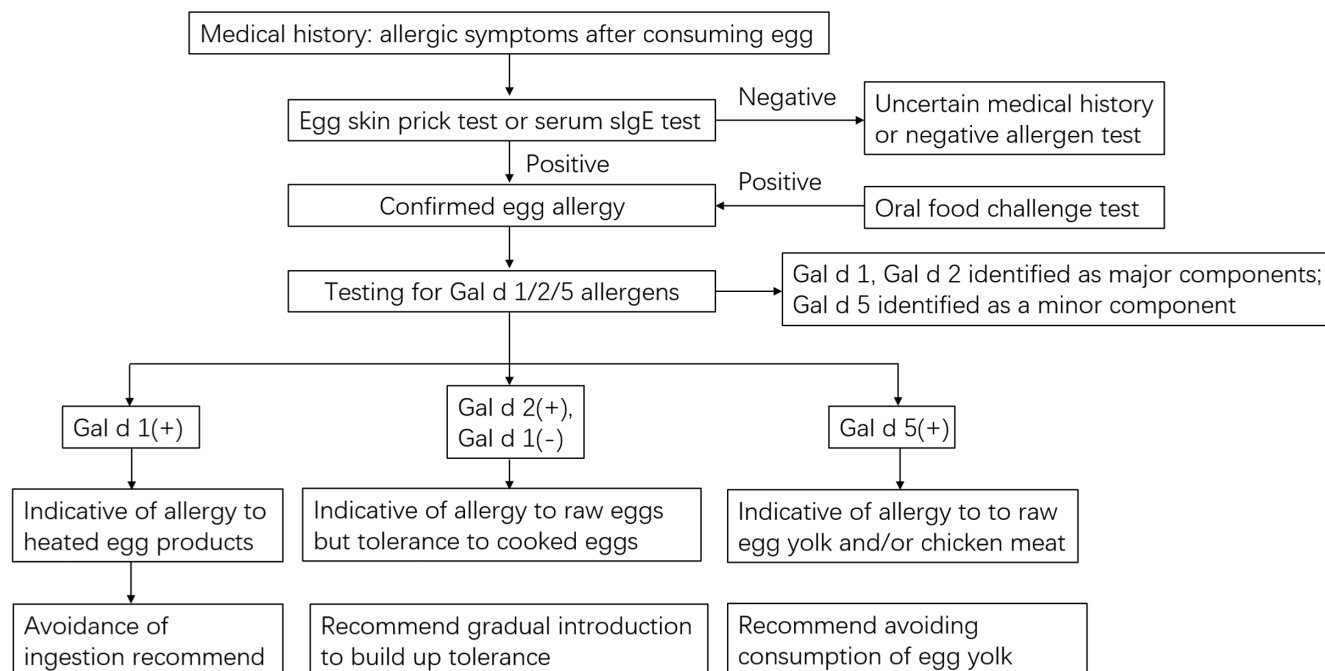 Medical history: allergic symptoms after consuming egg
Negative
Egg skin prick test or serum sIgE test
Uncertain medical history
or negative allergen test
Positive
Positive
Confirmed egg allergy
Oral food challenge test
Testing for Gal d 1/2/5 allergens
Gal d 1, Gal d 2 identified as major components;
Gal d 5 identified as a minor component
Gal d 1(+)
Gal d 2(+),
Gal d 1(-)
Gal d 5(+)
Indicative of allergy to
heated egg products
Indicative of allergy to raw eggs
but tolerance to cooked eggs
Indicative of allergy to to raw
egg yolk and/or chicken meat
Avoidance of
ingestion recommend
Recommend gradual introduction
to build up tolerance
Recommend avoiding
consumption of egg yolk